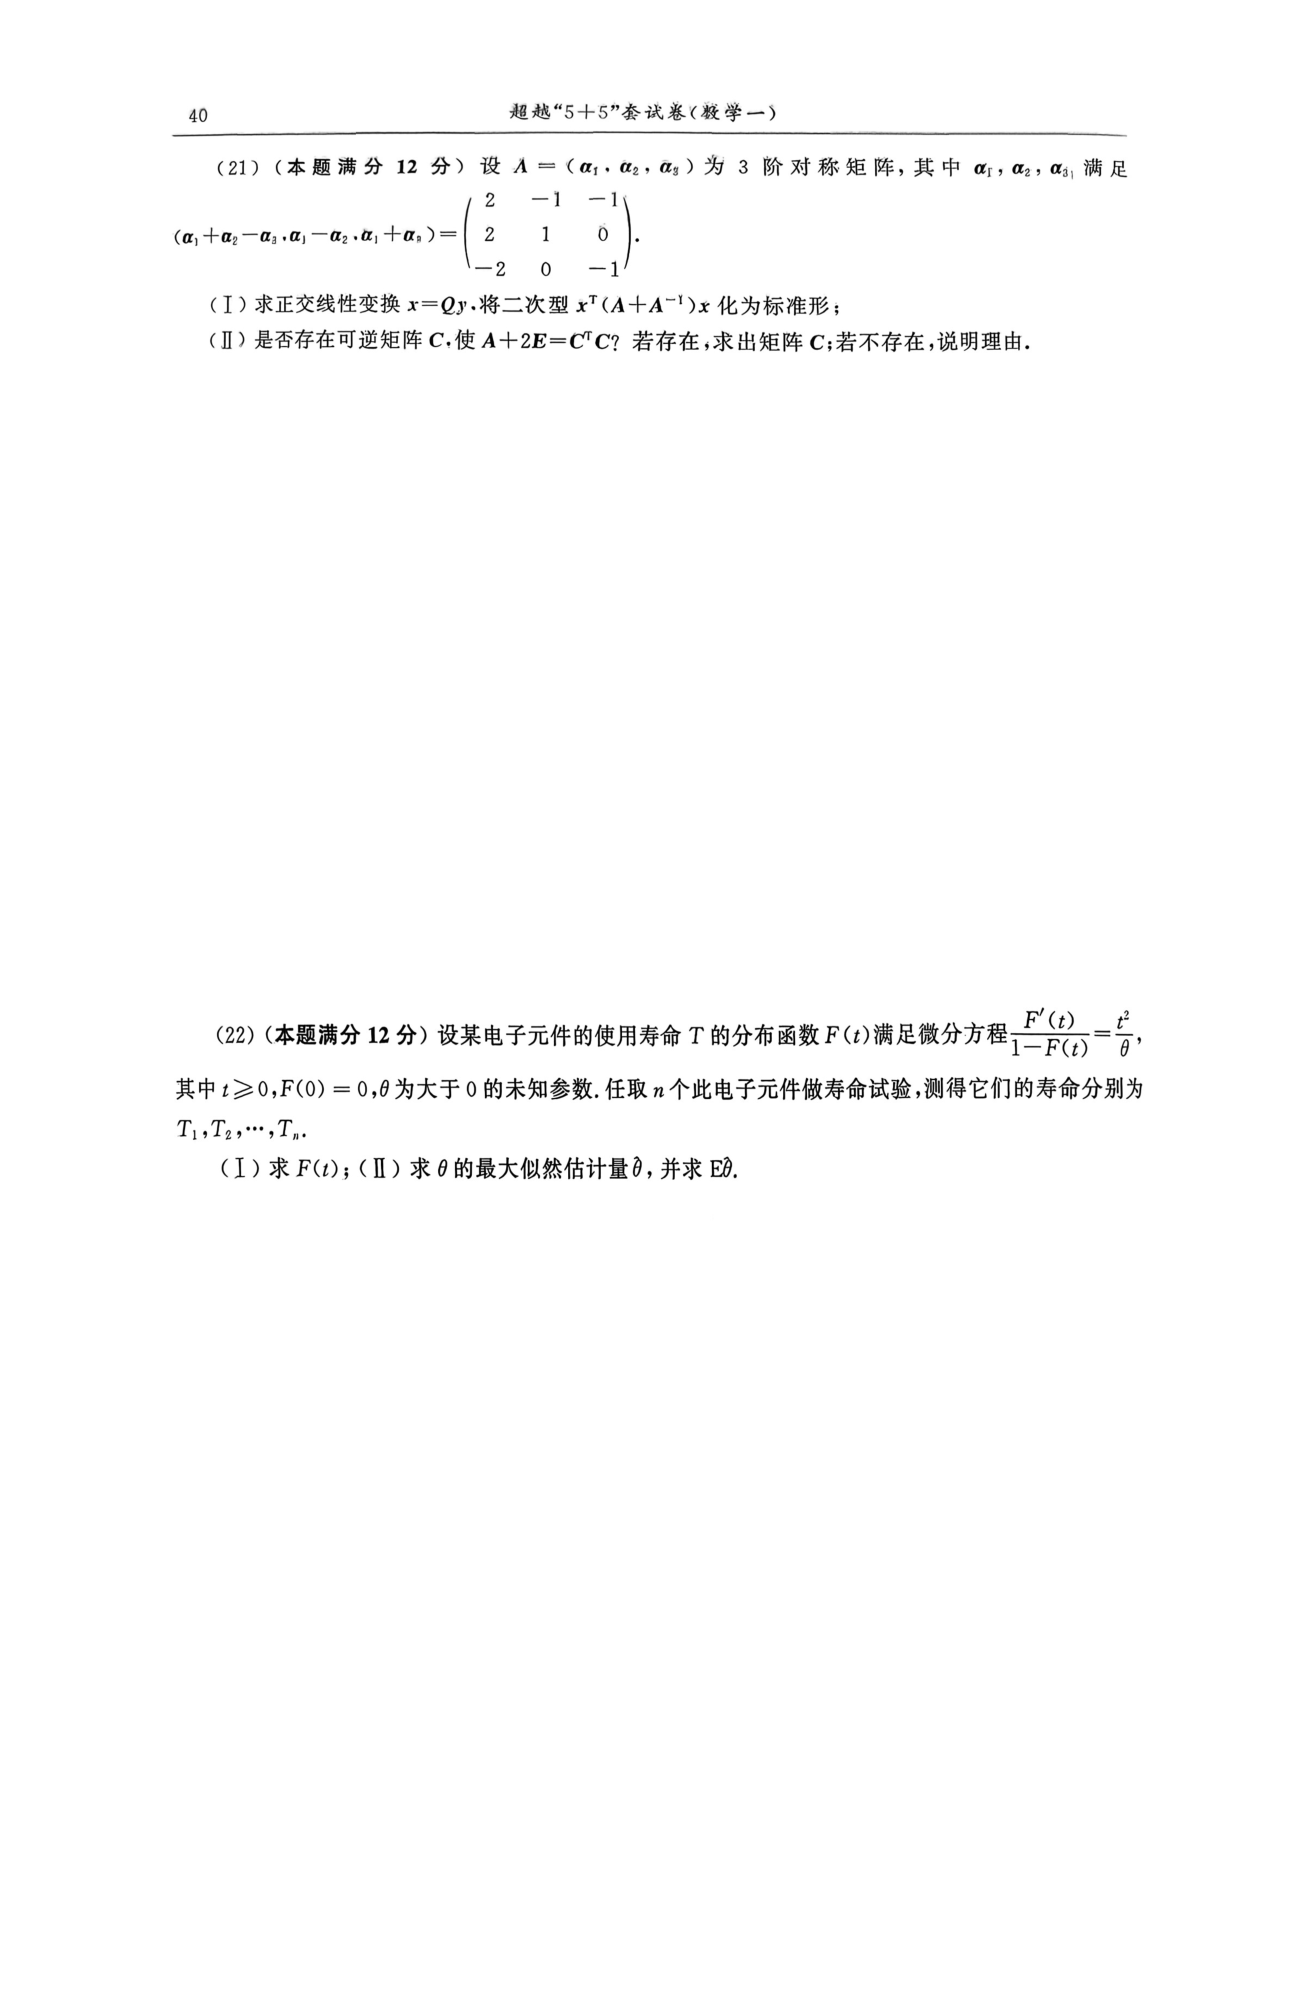 40 超越“5+5”套试卷(数学一)
(21)(本题满分 12 分)设 A=(α₁,α₂,α₃)为 3 阶对称矩阵,其中 α₁,α₂,α₃ 满足
(α₁+α₂-α₃,α₁-α₂,α₁+α₃)=
2 -1 -1
2 1 0
-2 0 -1
.
(Ⅰ)求正交线性变换 x=Qy,将二次型 xᵀ(A+A⁻¹)x 化为标准形;
(Ⅱ)是否存在可逆矩阵 C,使 A+2E=CᵀC? 若存在,求出矩阵 C;若不存在,说明理由.
(22)(本题满分 12 分)设某电子元件的使用寿命 T 的分布函数 F(t)满足微分方程 F′(t)/(1-F(t))=t²/θ,
其中 t≥0,F(0)=0,θ为大于 0 的未知参数.任取 n 个此电子元件做寿命试验,测得它们的寿命分别为
T₁,T₂,⋯,Tₙ.
(Ⅰ)求 F(t);(Ⅱ)求 θ 的最大似然估计量θ̂,并求 Eθ̂.